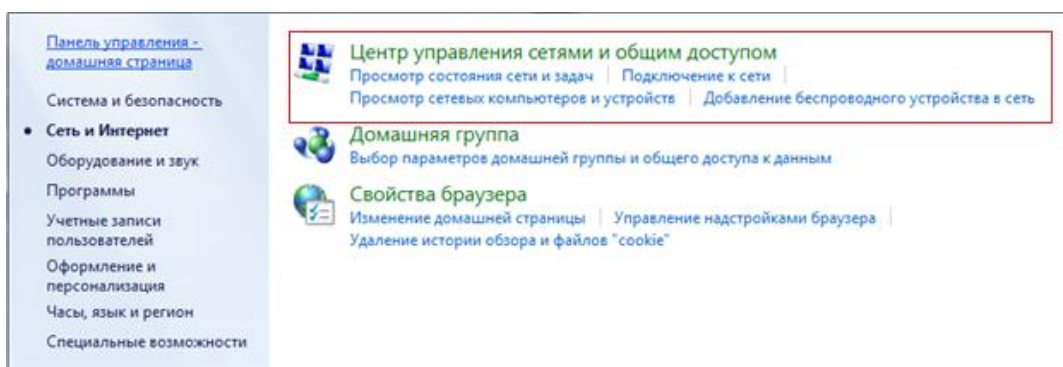 Панель управления -
домашняя страница
Система и безопасность
Сеть и Интернет
Оборудование и звук
Программы
Учетные записи
пользователей
Оформление и
персонализация
Часы, язык и регион
Специальные возможности
Центр управления сетями и общим доступом
Просмотр состояния сети и задач
Подключение к сети
Просмотр сетевых компьютеров и устройств
Добавление беспроводного устройства в сеть
Домашняя группа
Выбор параметров домашней группы и общего доступа к данным
Свойства браузера
Изменение домашней страницы
Управление надстройками браузера
Удаление истории обзора и файлов "cookie"